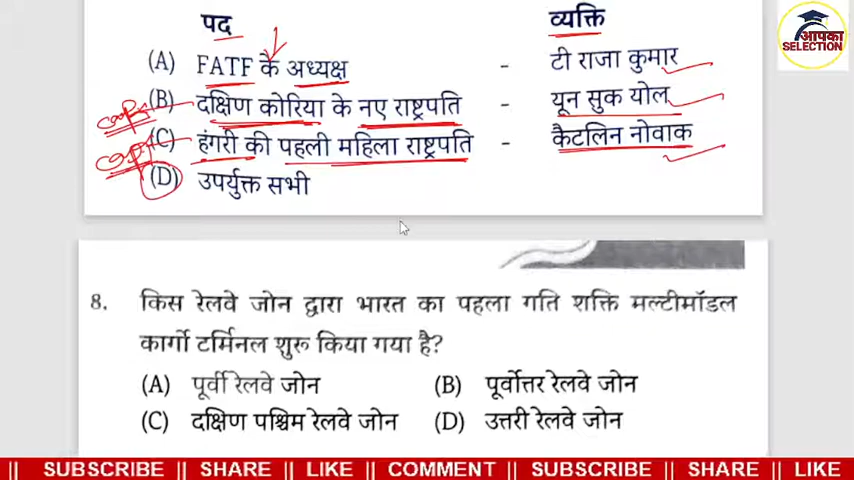 पद व्यक्ति
आपका
SELECTION
(A) FATF के अध्यक्ष - टी राजा कुमार
(B) दक्षिण कोरिया के नए राष्ट्रपति - यून सुक योल
(C) हंगरी की पहली महिला राष्ट्रपति - कैटलिन नोवाक
(D) उपर्युक्त सभी
8. किस रेलवे जोन द्वारा भारत का पहला गति शक्ति मल्टीमॉडल
कार्गो टर्मिनल शुरू किया गया है?
(A) पूर्वी रेलवे जोन (B) पूर्वोत्तर रेलवे जोन
(C) दक्षिण पश्चिम रेलवे जोन (D) उत्तरी रेलवे जोन
|| SUBSCRIBE || SHARE || LIKE || COMMENT || SUBSCRIBE || SHARE || LIKE